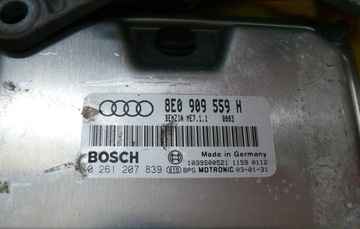 8E0 909 559 H
BENZIN ME7.1.1 0003
BOSCH
Made in Germany
1039S00521 1159 0112
0 261 207 839 BPG MOTRONIC 03-01-31